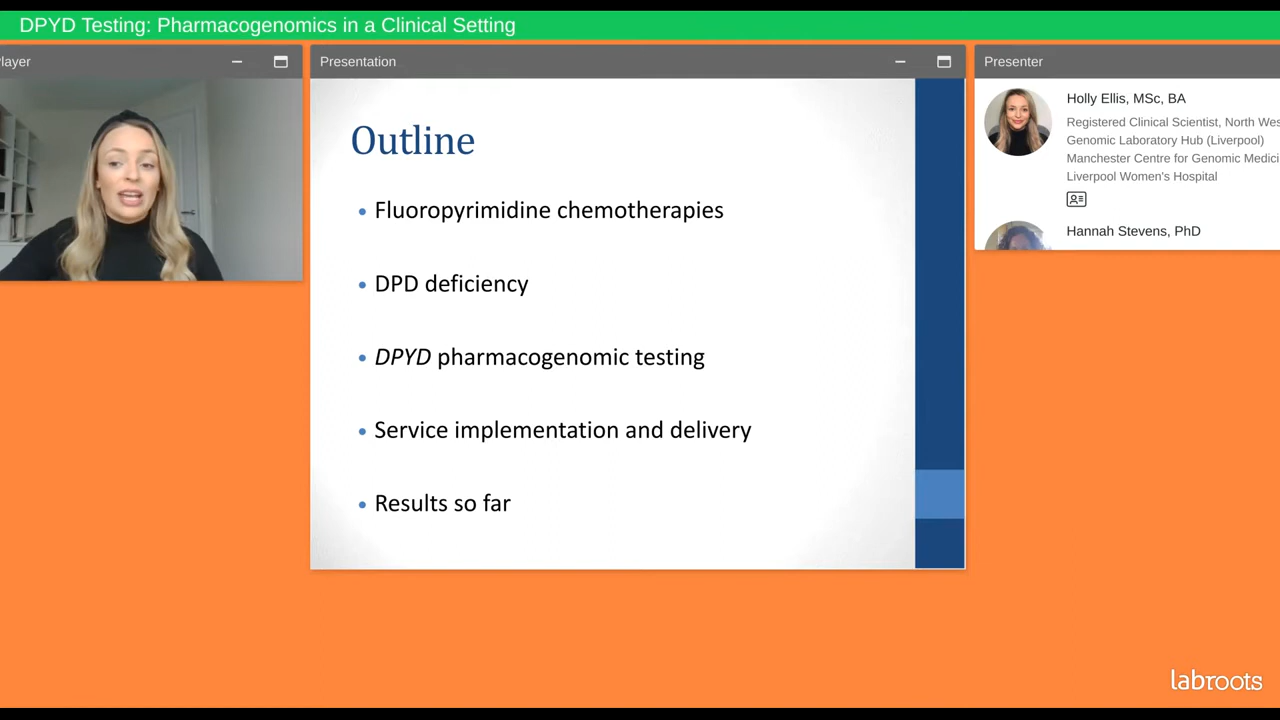 DPYD Testing: Pharmacogenomics in a Clinical Setting
layer
Presentation
Outline
• Fluoropyrimidine chemotherapies
• DPD deficiency
• DPYD pharmacogenomic testing
• Service implementation and delivery
• Results so far
Presenter
Holly Ellis, MSc, BA
Registered Clinical Scientist, North Wes
Genomic Laboratory Hub (Liverpool)
Manchester Centre for Genomic Medici
Liverpool Women's Hospital
Hannah Stevens, PhD
labroots